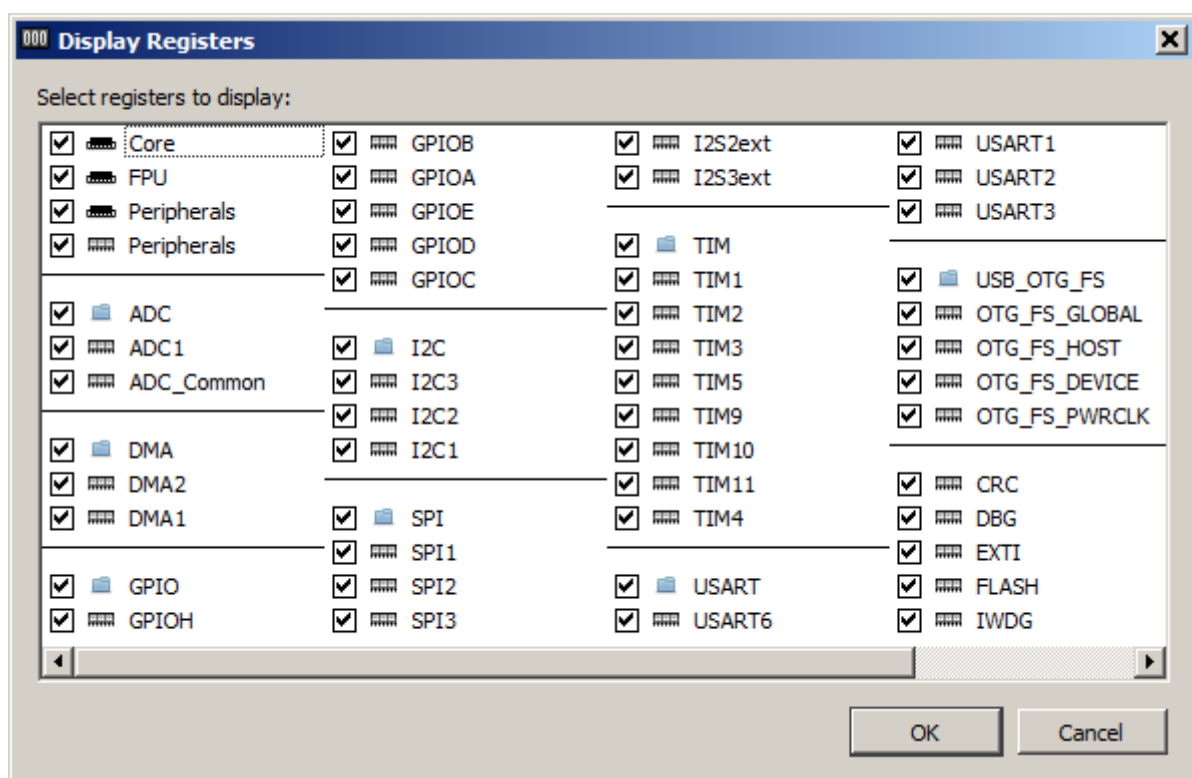 000 Display Registers
Select registers to display:
Core
FPU
Peripherals
Peripherals
ADC
ADC1
ADC_Common
DMA
DMA2
DMA1
GPIO
GPIOH
GPIOB
GPIOA
GPIOE
GPIOD
GPIOC
I2C
I2C3
I2C2
I2C1
SPI
SPI1
SPI2
SPI3
I2S2ext
I2S3ext
TIM
TIM1
TIM2
TIM3
TIM5
TIM9
TIM10
TIM11
TIM4
USART
USART6
USART1
USART2
USART3
USB_OTG_FS
OTG_FS_GLOBAL
OTG_FS_HOST
OTG_FS_DEVICE
OTG_FS_PWRCLK
CRC
DBG
EXTI
FLASH
IWDG
OK
Cancel